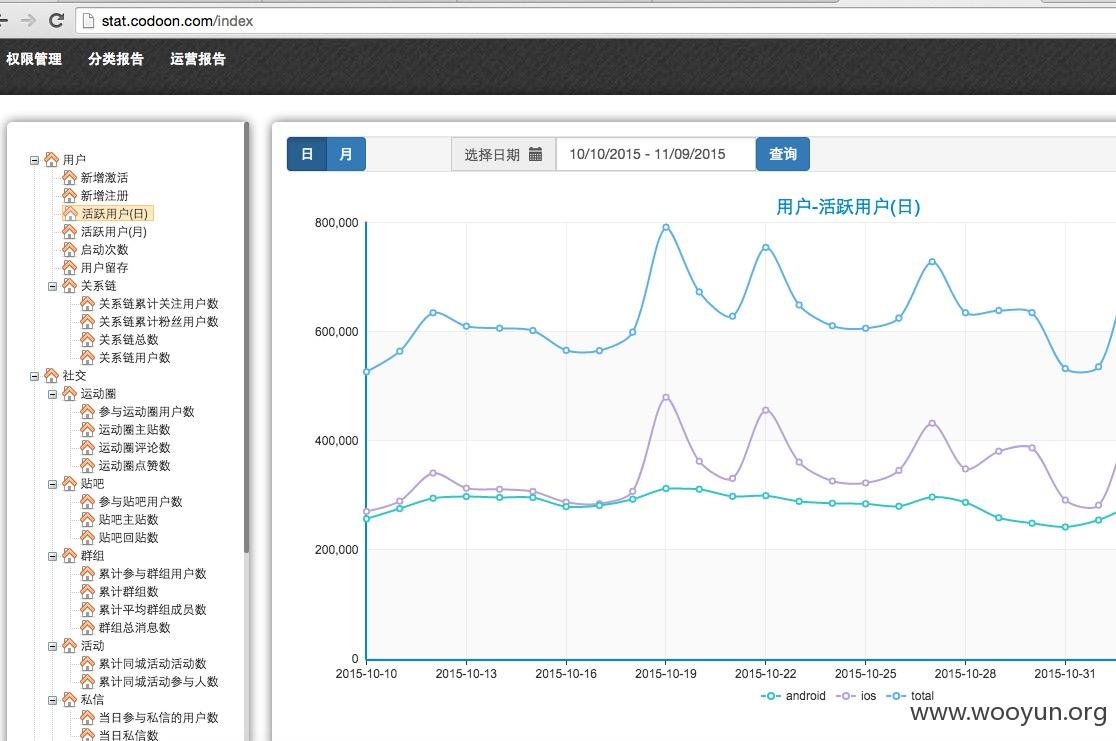 stat.codoon.com/index
权限管理 分类报告 运营报告
用户
新增激活
新增注册
活跃用户(日)
活跃用户(月)
启动次数
用户留存
关系链
关系链累计关注用户数
关系链累计粉丝用户数
关系链总数
关系链用户数
社交
运动圈
参与运动圈用户数
运动圈主贴数
运动圈评论数
运动圈点赞数
贴吧
参与贴吧用户数
贴吧主贴数
贴吧回贴数
群组
累计参与群组用户数
累计群组数
累计平均群组成员数
群组总消息数
活动
累计同城活动活动数
累计同城活动参与人数
私信
当日参与私信的用户数
当日私信数
日 月 选择日期 10/10/2015 - 11/09/2015 查询
用户-活跃用户(日)
800,000
600,000
400,000
200,000
0
2015-10-10 2015-10-13 2015-10-16 2015-10-19 2015-10-22 2015-10-25 2015-10-28 2015-10-31
android ios total
www.wooyun.org